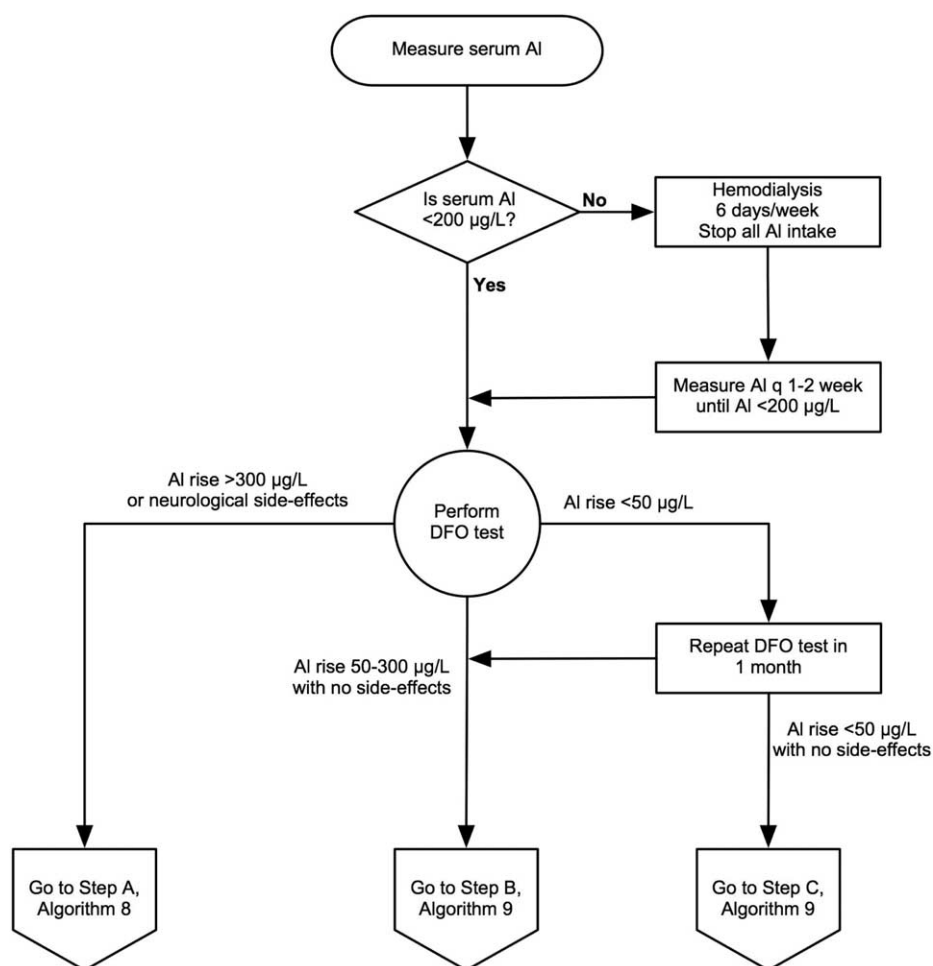 Measure serum Al
Is serum Al
<200 µg/L?
No
Hemodialysis
6 days/week
Stop all Al intake
Yes
Measure Al q 1-2 week
until Al <200 µg/L
Al rise >300 µg/L
or neurological side-effects
Perform
DFO test
Al rise <50 µg/L
Al rise 50-300 µg/L
with no side-effects
Repeat DFO test in
1 month
Al rise <50 µg/L
with no side-effects
Go to Step A,
Algorithm 8
Go to Step B,
Algorithm 9
Go to Step C,
Algorithm 9